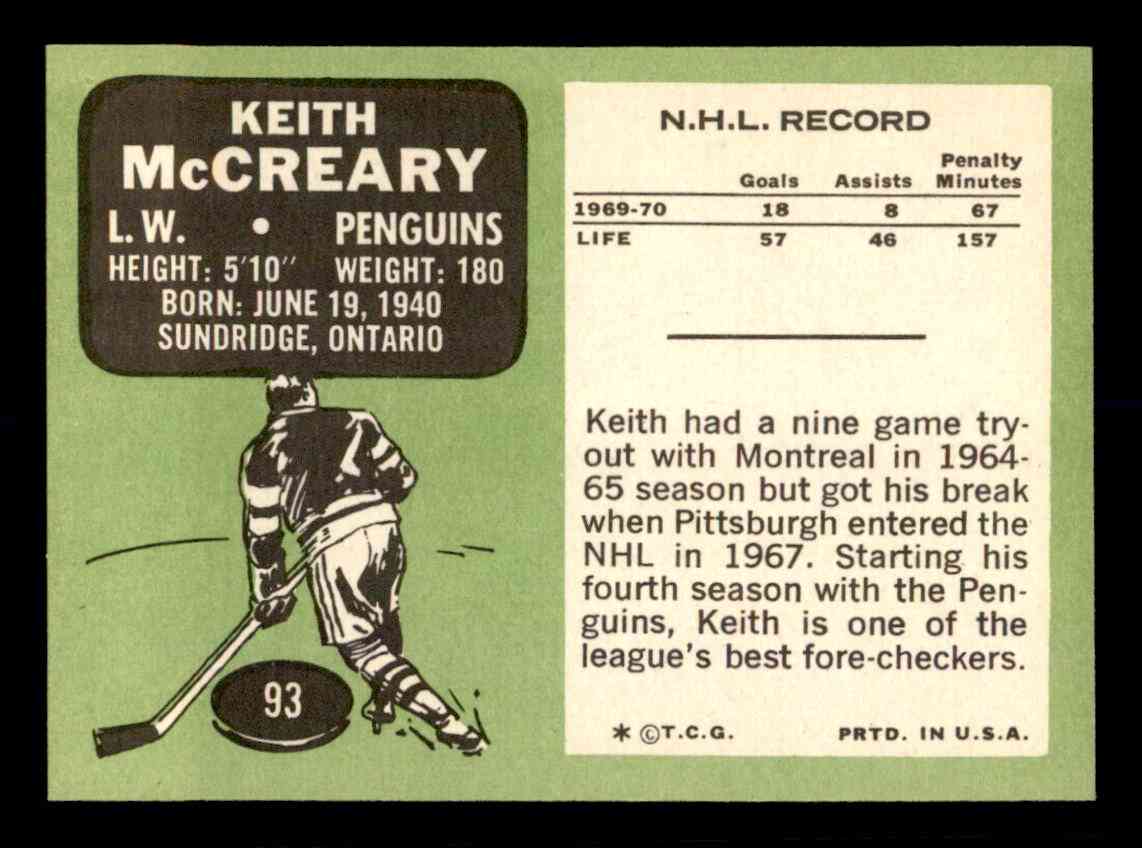 KEITH
McCREARY
L.W. • PENGUINS
HEIGHT: 5'10" WEIGHT: 180
BORN: JUNE 19, 1940
SUNDRIDGE, ONTARIO
93
N.H.L. RECORD
Goals Assists Penalty Minutes
1969-70 18 8 67
LIFE 57 46 157
Keith had a nine game try-
out with Montreal in 1964-
65 season but got his break
when Pittsburgh entered the
NHL in 1967. Starting his
fourth season with the Pen-
guins, Keith is one of the
league's best fore-checkers.
* ©T.C.G. PRTD. IN U.S.A.